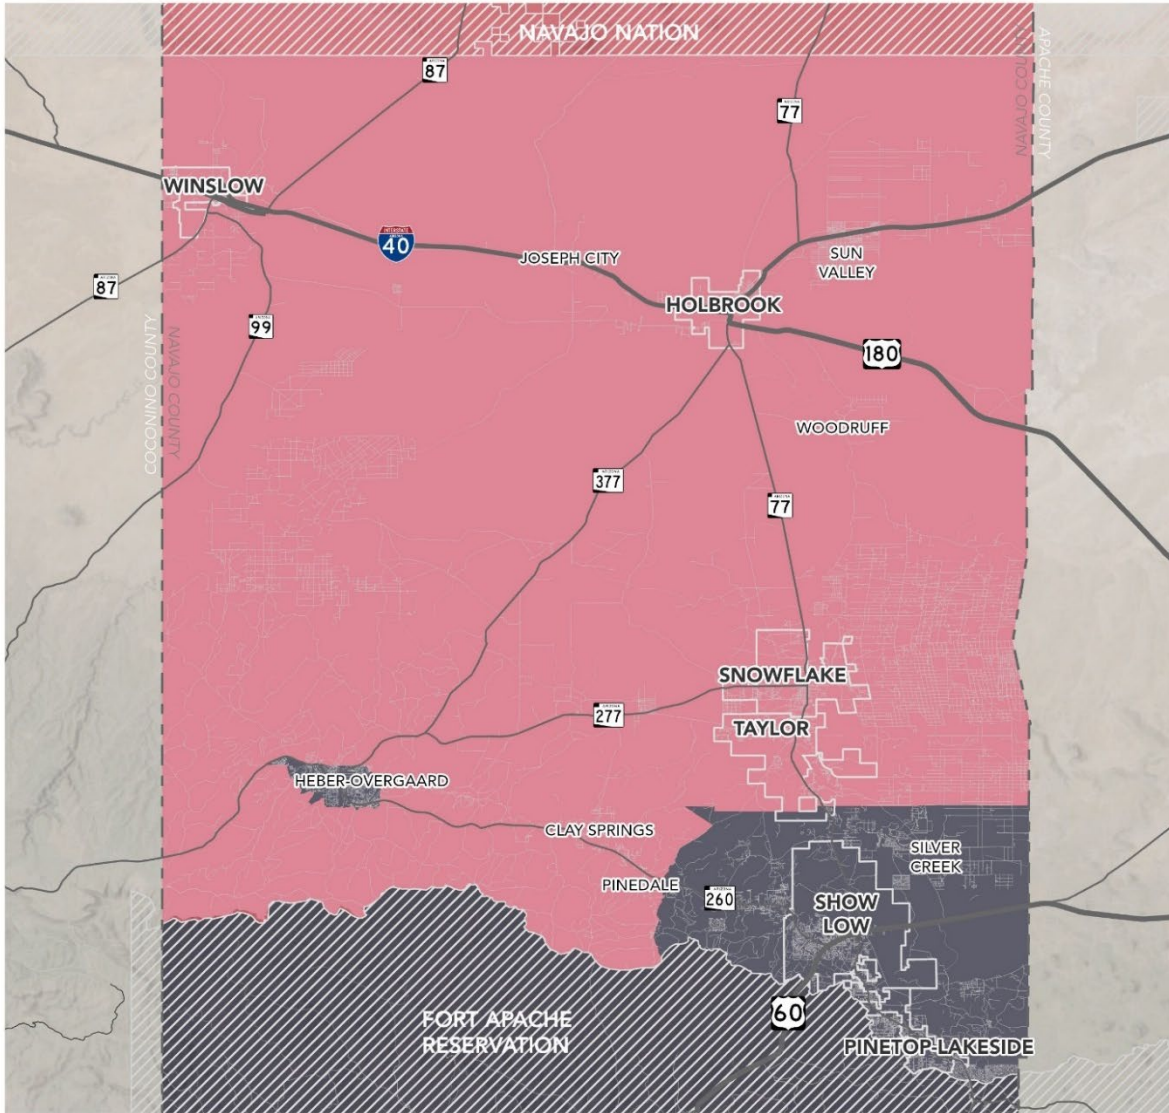 NAVAJO NATION
87
77
APACHE COUNTY
NAVAJO COUNTY
WINSLOW
40
JOSEPH CITY
SUN
VALLEY
87
HOLBROOK
99
180
COCONINO COUNTY
NAVAJO COUNTY
WOODRUFF
377
77
SNOWFLAKE
277
TAYLOR
HEBER-OVERGAARD
CLAY SPRINGS
SILVER
CREEK
PINEDALE
260
SHOW
LOW
60
FORT APACHE
RESERVATION
PINETOP-LAKESIDE